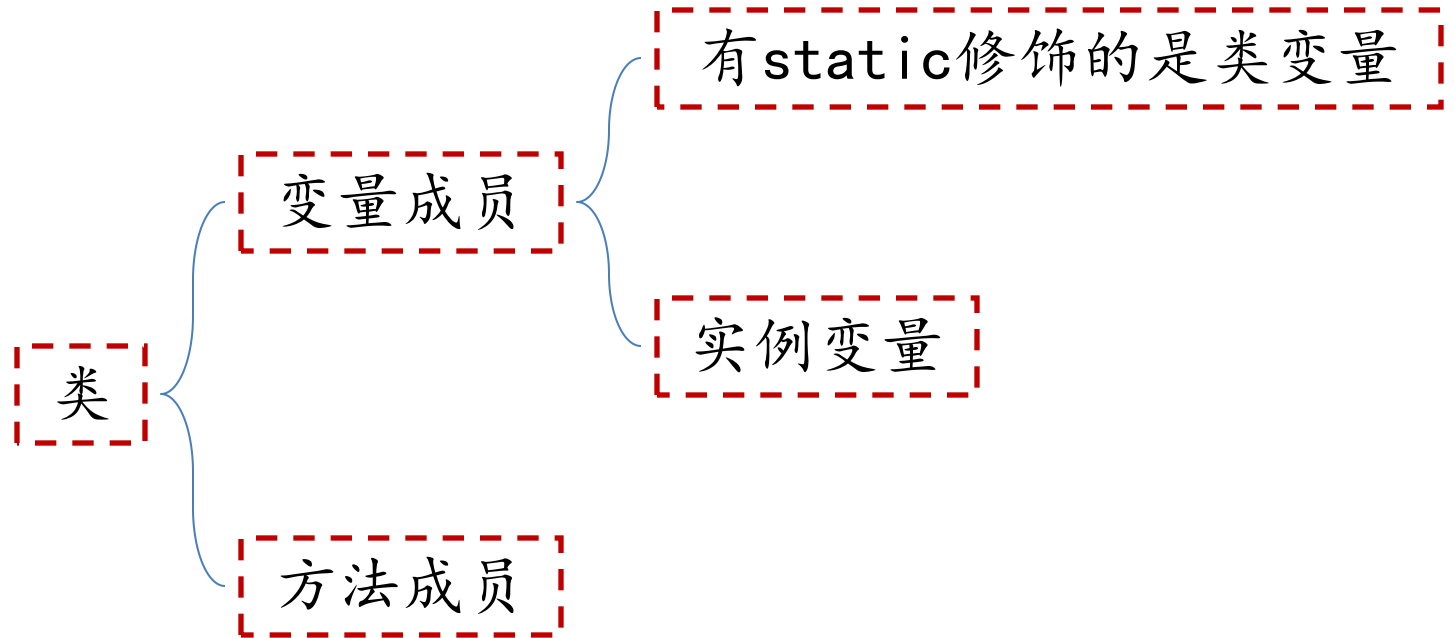 有static修饰的是类变量
变量成员
实例变量
类
方法成员